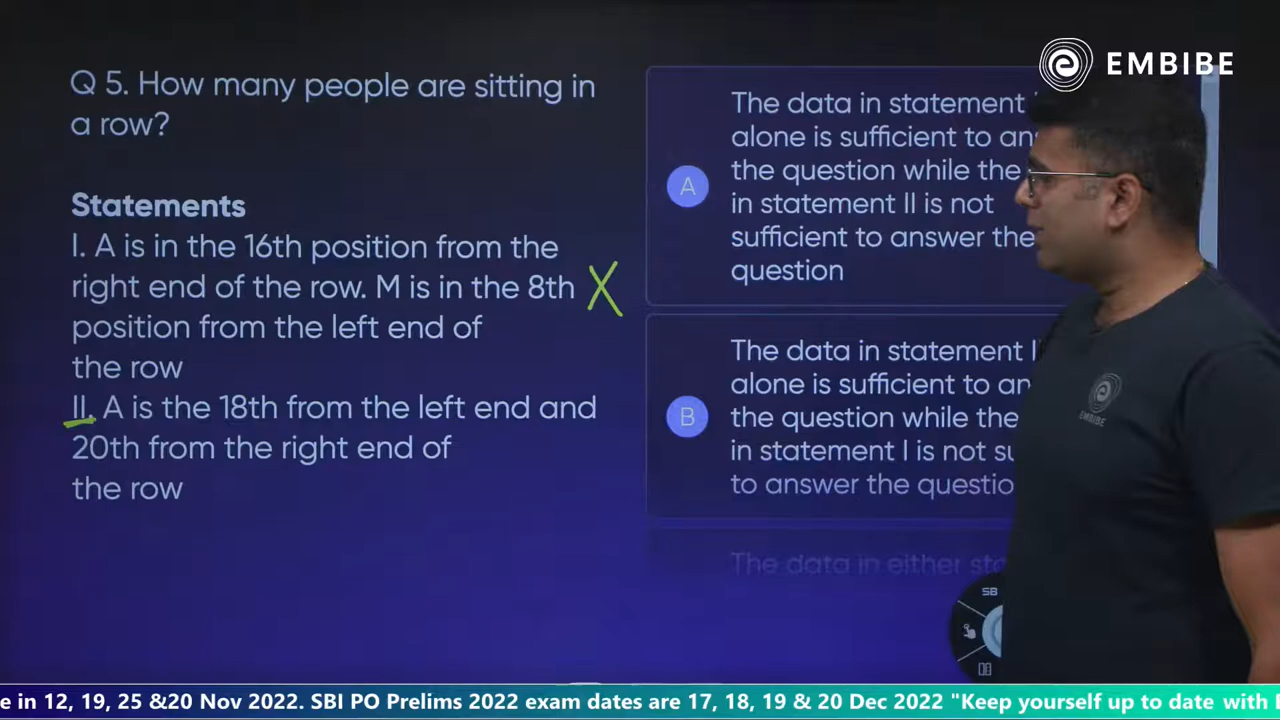 EMBIBE
Q 5. How many people are sitting in
a row?
Statements
I. A is in the 16th position from the
right end of the row. M is in the 8th
position from the left end of
the row
II. A is the 18th from the left end and
20th from the right end of
the row
A
The data in statement
alone is sufficient to
the question while the
in statement II is not
sufficient to answer the
question
B
The data in statement
alone is sufficient to
the question while the
in statement I is not
to answer the
The data in either
SB
EMBIBE
e in 12, 19, 25 &20 Nov 2022. SBI PO Prelims 2022 exam dates are 17, 18, 19 & 20 Dec 2022 "Keep yourself up to date with